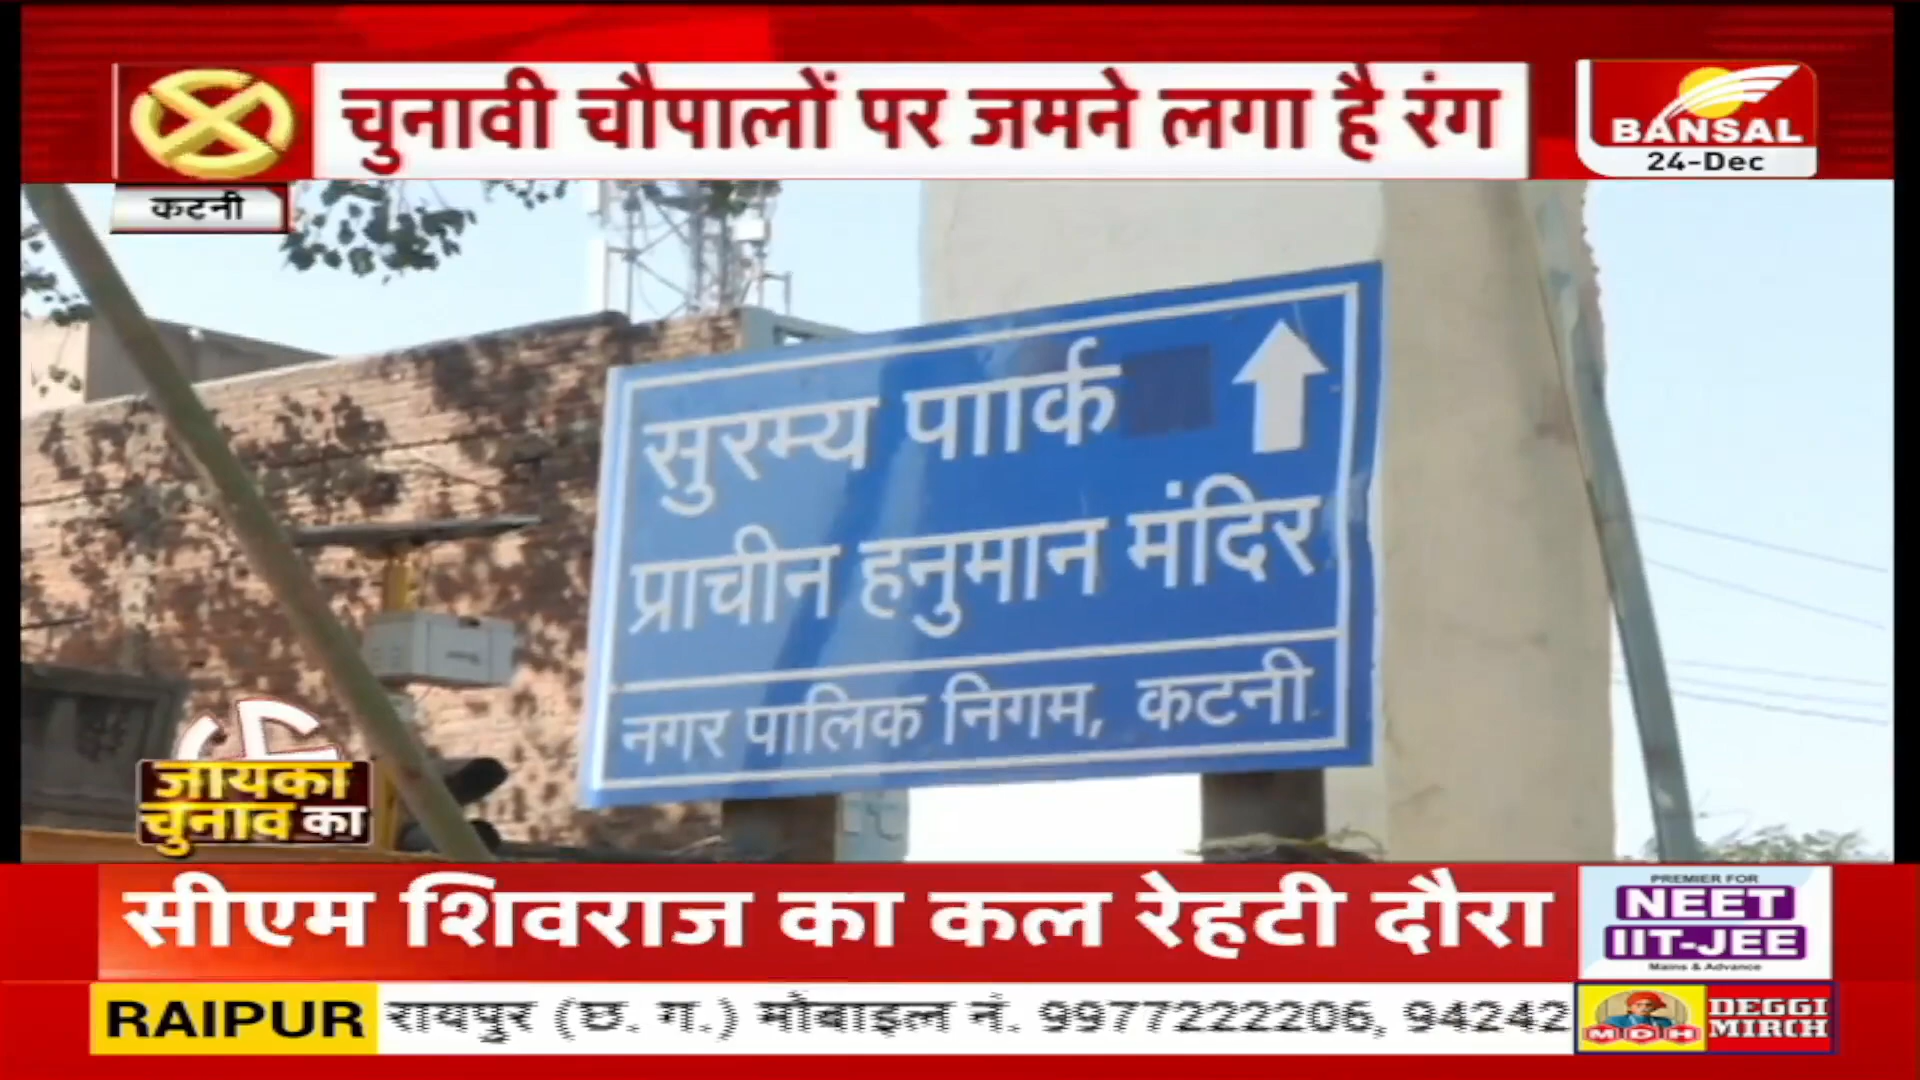 चुनावी चौपालों पर जमने लगा है रंग
BANSAL
24-Dec
कटनी
सुरम्य पाार्क
प्राचीन हनुमान मंदिर
नगर पालिक निगम, कटनी
जायका
चुनाव का
सीएम शिवराज का कल रेहटी दौरा
PREMIER FOR
NEET
IIT-JEE
Mains & Advance
RAIPUR
रायपुर (छ. ग.) मोबाइल नं. 9977222206, 94242
MDH
DEGGI
MIRCH